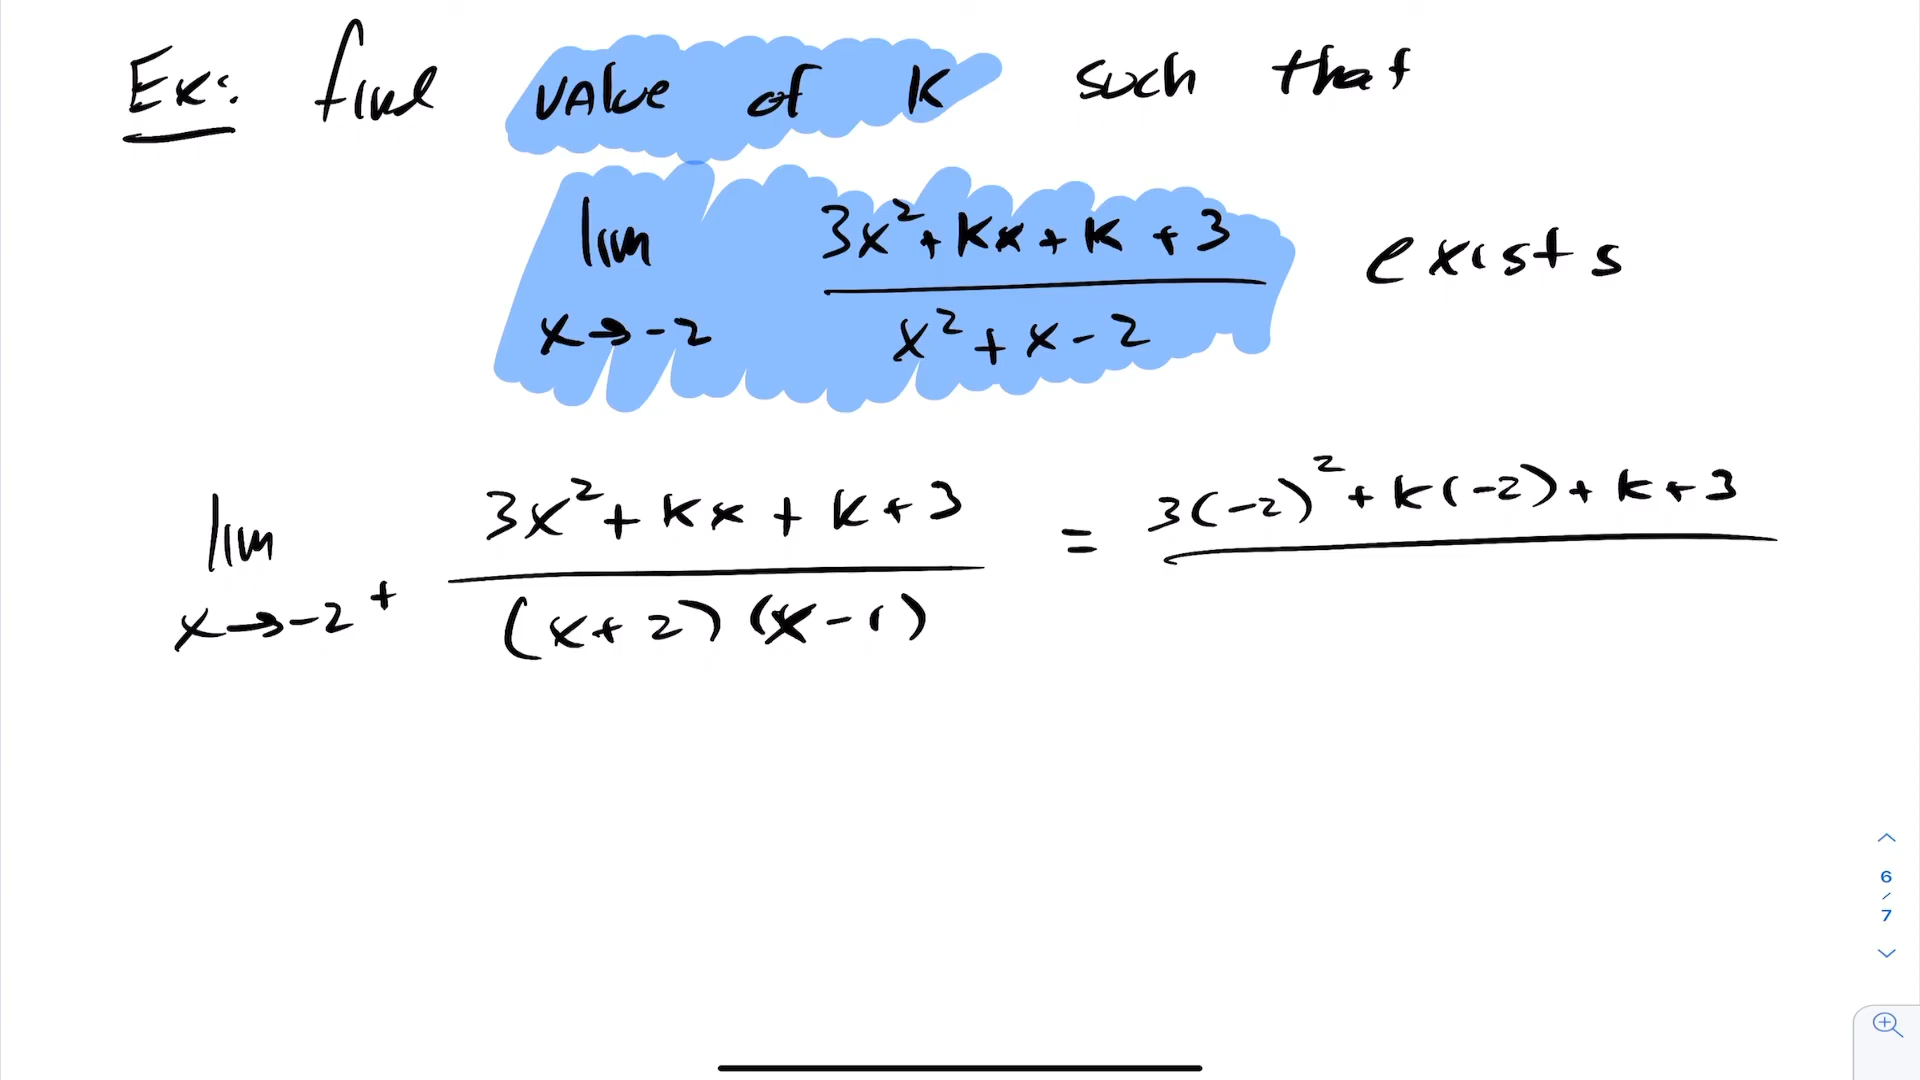 Ex: find value of K such that
lim x→-2 (3x²+Kx+K+3)/(x²+x-2) exists
lim x→-2⁺ (3x²+Kx+K+3)/((x+2)(x-1)) = 3(-2)²+K(-2)+K+3
6
/
7